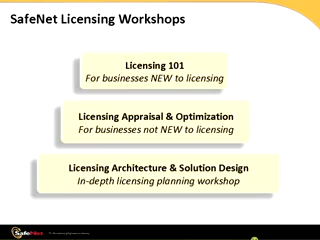 SafeNet Licensing Workshops
Licensing 101
For businesses NEW to licensing
Licensing Appraisal & Optimization
For businesses not NEW to licensing
Licensing Architecture & Solution Design
In-depth licensing planning workshop
SafeNet